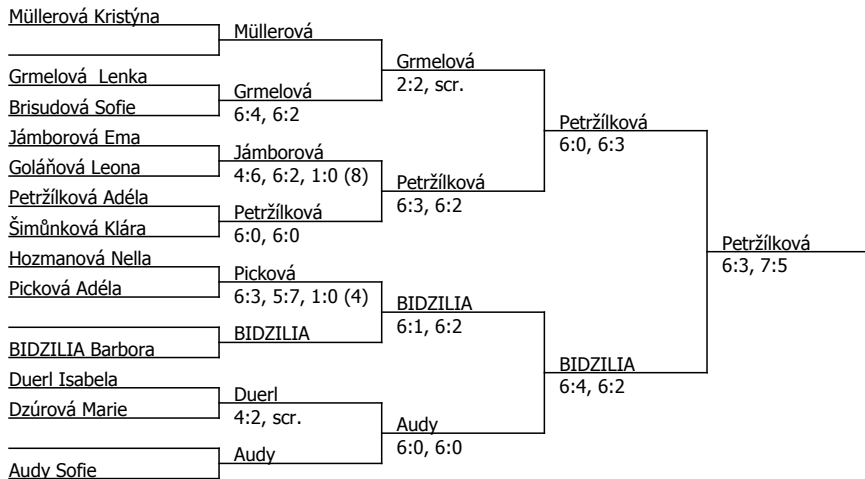 Müllerová Kristýna
Grmelová  Lenka
Brisudová Sofie
Jámborová Ema
Goláňová Leona
Petržílková Adéla
Šimůnková Klára
Hozmanová Nella
Picková Adéla
BIDZILIA Barbora
Duerl Isabela
Dzúrová Marie
Audy Sofie
Müllerová
Grmelová
6:4, 6:2
Jámborová
4:6, 6:2, 1:0 (8)
Petržílková
6:0, 6:0
Picková
6:3, 5:7, 1:0 (4)
BIDZILIA
Duerl
4:2, scr.
Audy
Grmelová
2:2, scr.
Petržílková
6:3, 6:2
BIDZILIA
6:1, 6:2
Audy
6:0, 6:0
Petržílková
6:0, 6:3
BIDZILIA
6:4, 6:2
Petržílková
6:3, 7:5